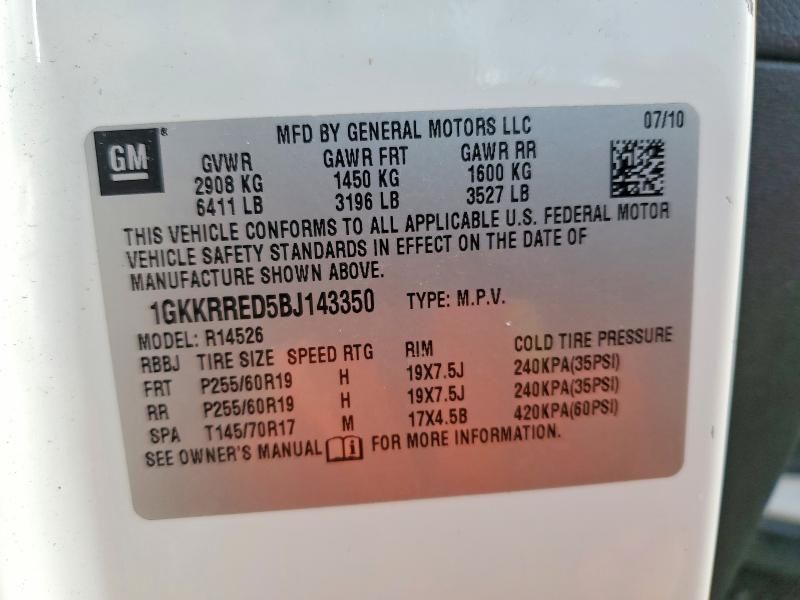 GM ®
MFD BY GENERAL MOTORS LLC 07/10
GVWR GAWR FRT GAWR RR
2908 KG 1450 KG 1600 KG
6411 LB 3196 LB 3527 LB
THIS VEHICLE CONFORMS TO ALL APPLICABLE U.S. FEDERAL MOTOR
VEHICLE SAFETY STANDARDS IN EFFECT ON THE DATE OF
MANUFACTURE SHOWN ABOVE.
1GKKRRED5BJ143350 TYPE: M.P.V.
MODEL: R14526
RBBJ TIRE SIZE SPEED RTG RIM COLD TIRE PRESSURE
FRT P255/60R19 H 19X7.5J 240KPA(35PSI)
RR P255/60R19 H 19X7.5J 240KPA(35PSI)
SPA T145/70R17 M 17X4.5B 420KPA(60PSI)
SEE OWNER'S MANUAL FOR MORE INFORMATION.